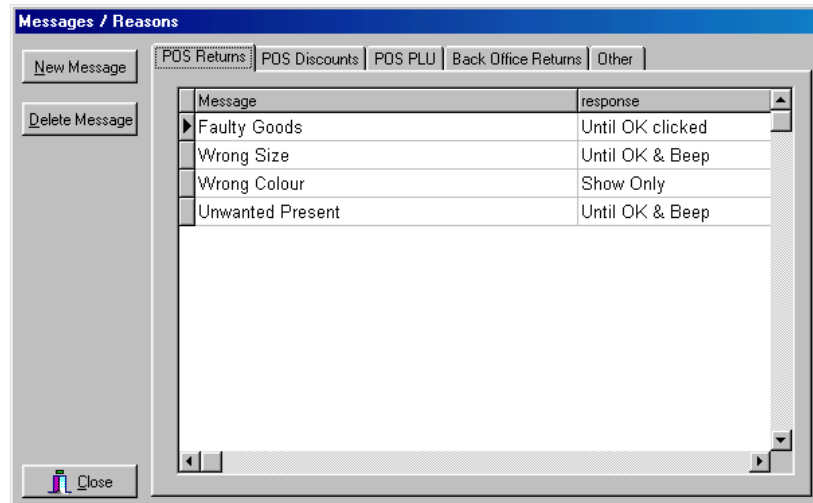 Messages / Reasons
New Message
Delete Message
POS Returns POS Discounts POS PLU Back Office Returns Other
Message response
Faulty Goods Until OK clicked
Wrong Size Until OK & Beep
Wrong Colour Show Only
Unwanted Present Until OK & Beep
Close